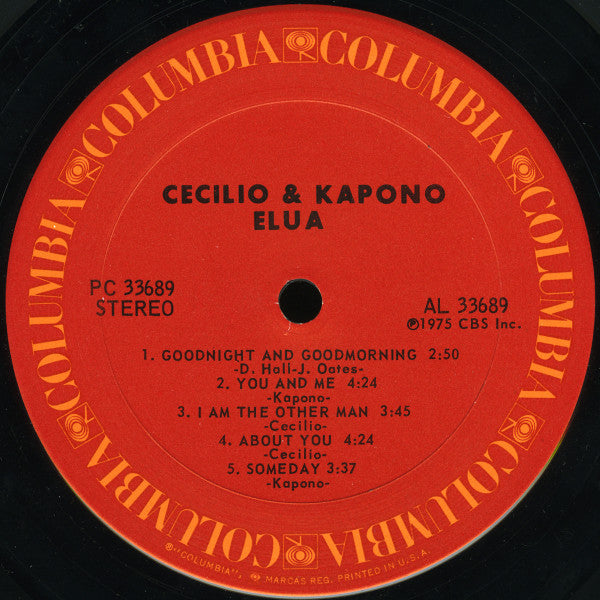 COLUMBIA
COLUMBIA
COLUMBIA
COLUMBIA
COLUMBIA
COLUMBIA
CECILIO & KAPONO
ELUA
PC 33689
STEREO
AL 33689
℗1975 CBS Inc.
1. GOODNIGHT AND GOODMORNING 2:50
-D. Hall-J. Oates-
2. YOU AND ME 4:24
-Kapono-
3. I AM THE OTHER MAN 3:45
-Cecilio-
4. ABOUT YOU 4:24
-Cecilio-
5. SOMEDAY 3:37
-Kapono-
®"COLUMBIA", MARCAS REG. PRINTED IN U.S.A.